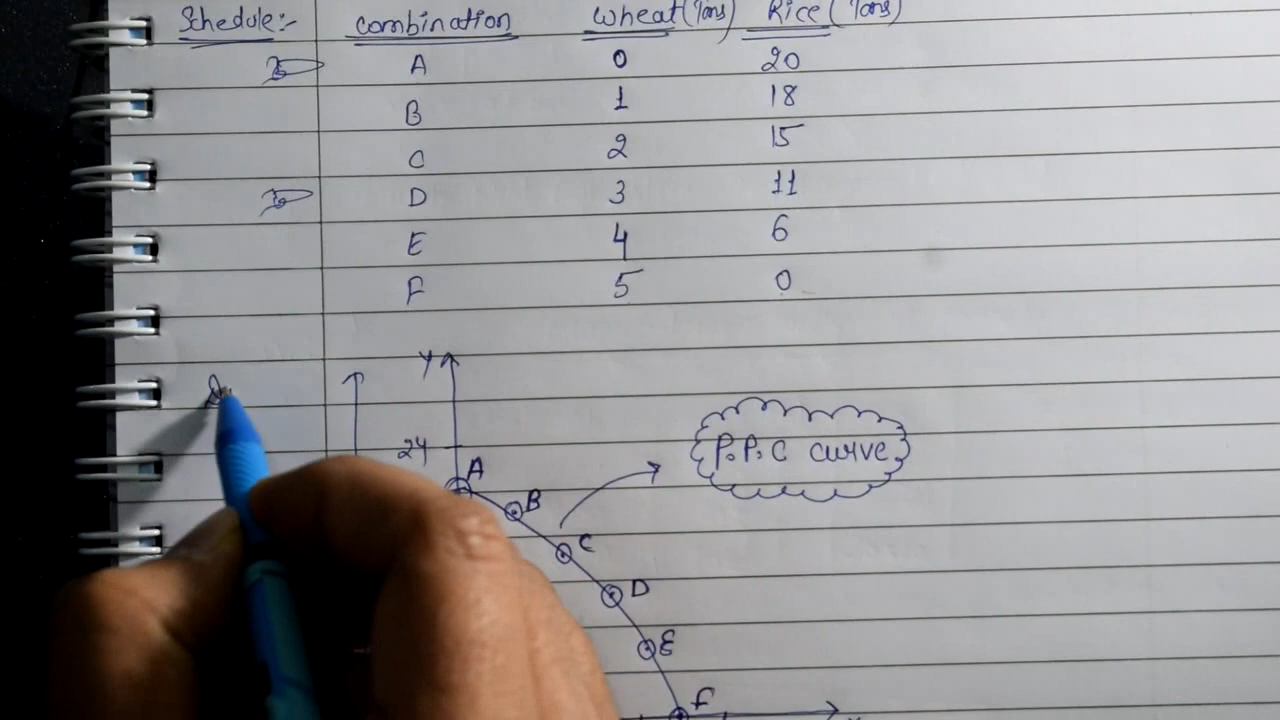 Schedule:- Combination Wheat(Tons) Rice(Tons)
A 0 20
B 1 18
C 2 15
D 3 11
E 4 6
F 5 0
Y
24
A
B
C
D
E
F
P.P.C curve